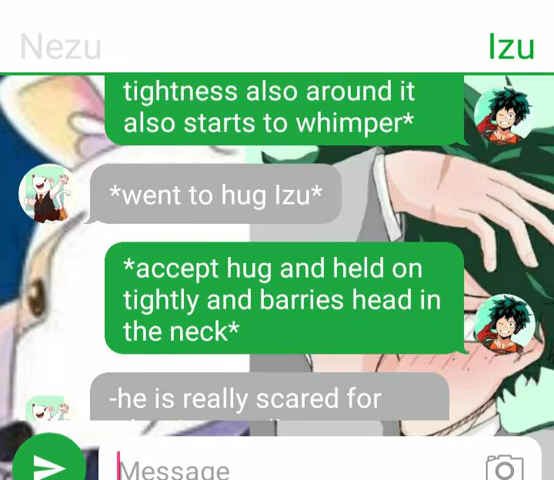 Nezu
Izu
tightness also around it
also starts to whimper*
*went to hug Izu*
*accept hug and held on
tightly and barries head in
the neck*
-he is really scared for
Message